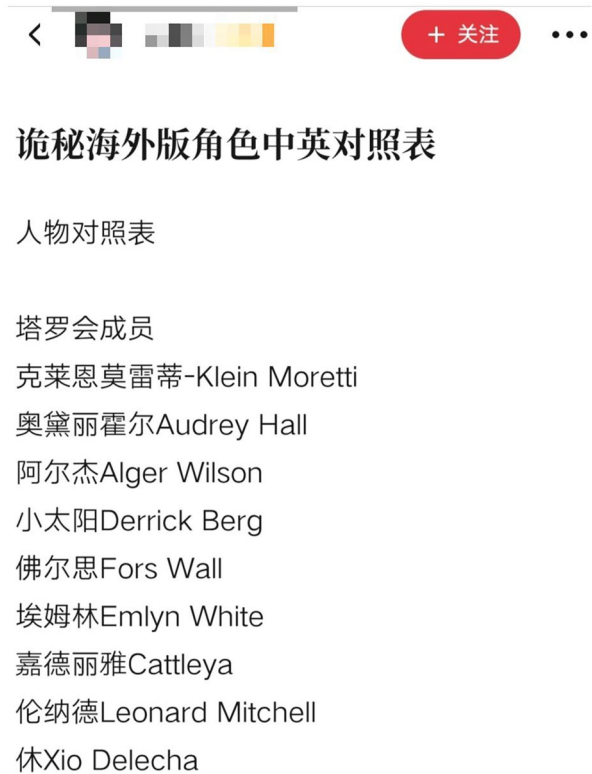 + 关注
诡秘海外版角色中英对照表
人物对照表
塔罗会成员
克莱恩莫雷蒂-Klein Moretti
奥黛丽霍尔Audrey Hall
阿尔杰Alger Wilson
小太阳Derrick Berg
佛尔思Fors Wall
埃姆林Emlyn White
嘉德丽雅Cattleya
伦纳德Leonard Mitchell
休Xio Delecha